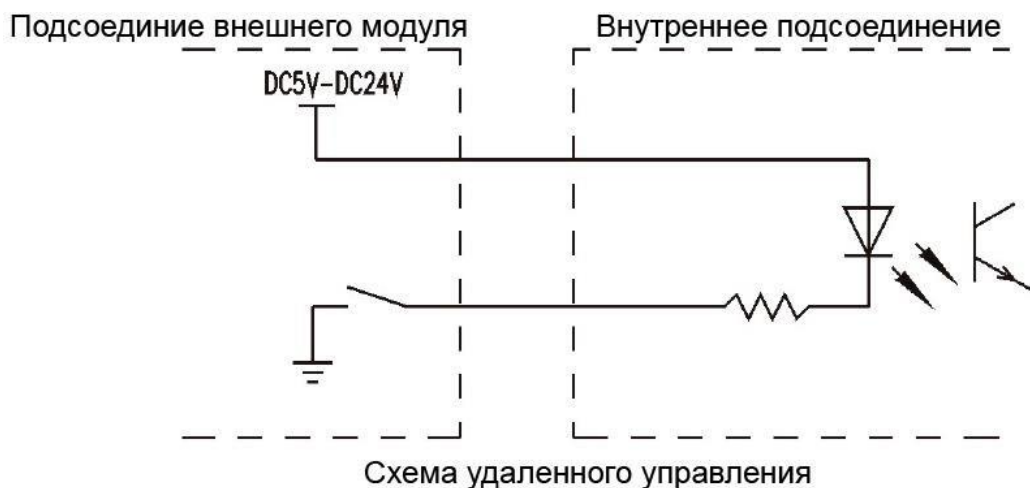 Подсоединие внешнего модуля
Внутреннее подсоединение
DC5V-DC24V
Схема удаленного управления